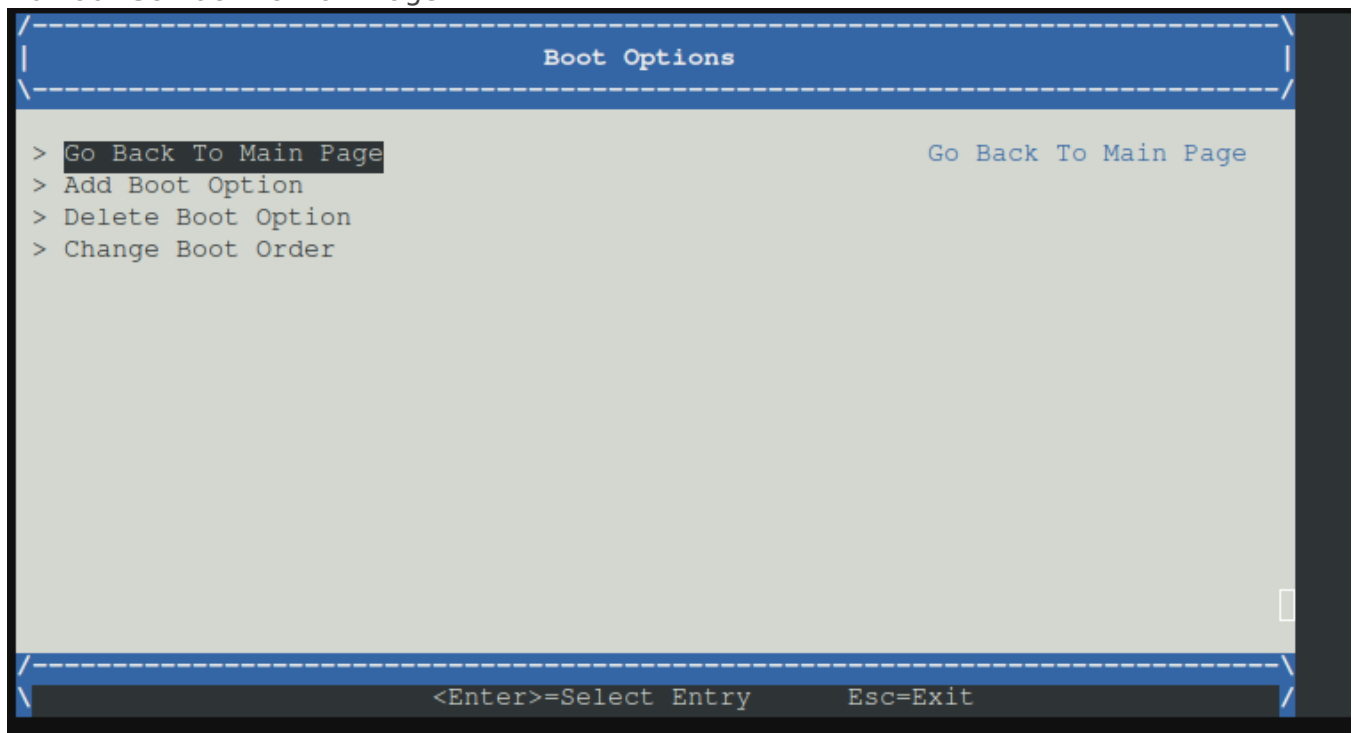 Boot Options
> Go Back To Main Page Go Back To Main Page
> Add Boot Option
> Delete Boot Option
> Change Boot Order
<Enter>=Select Entry Esc=Exit